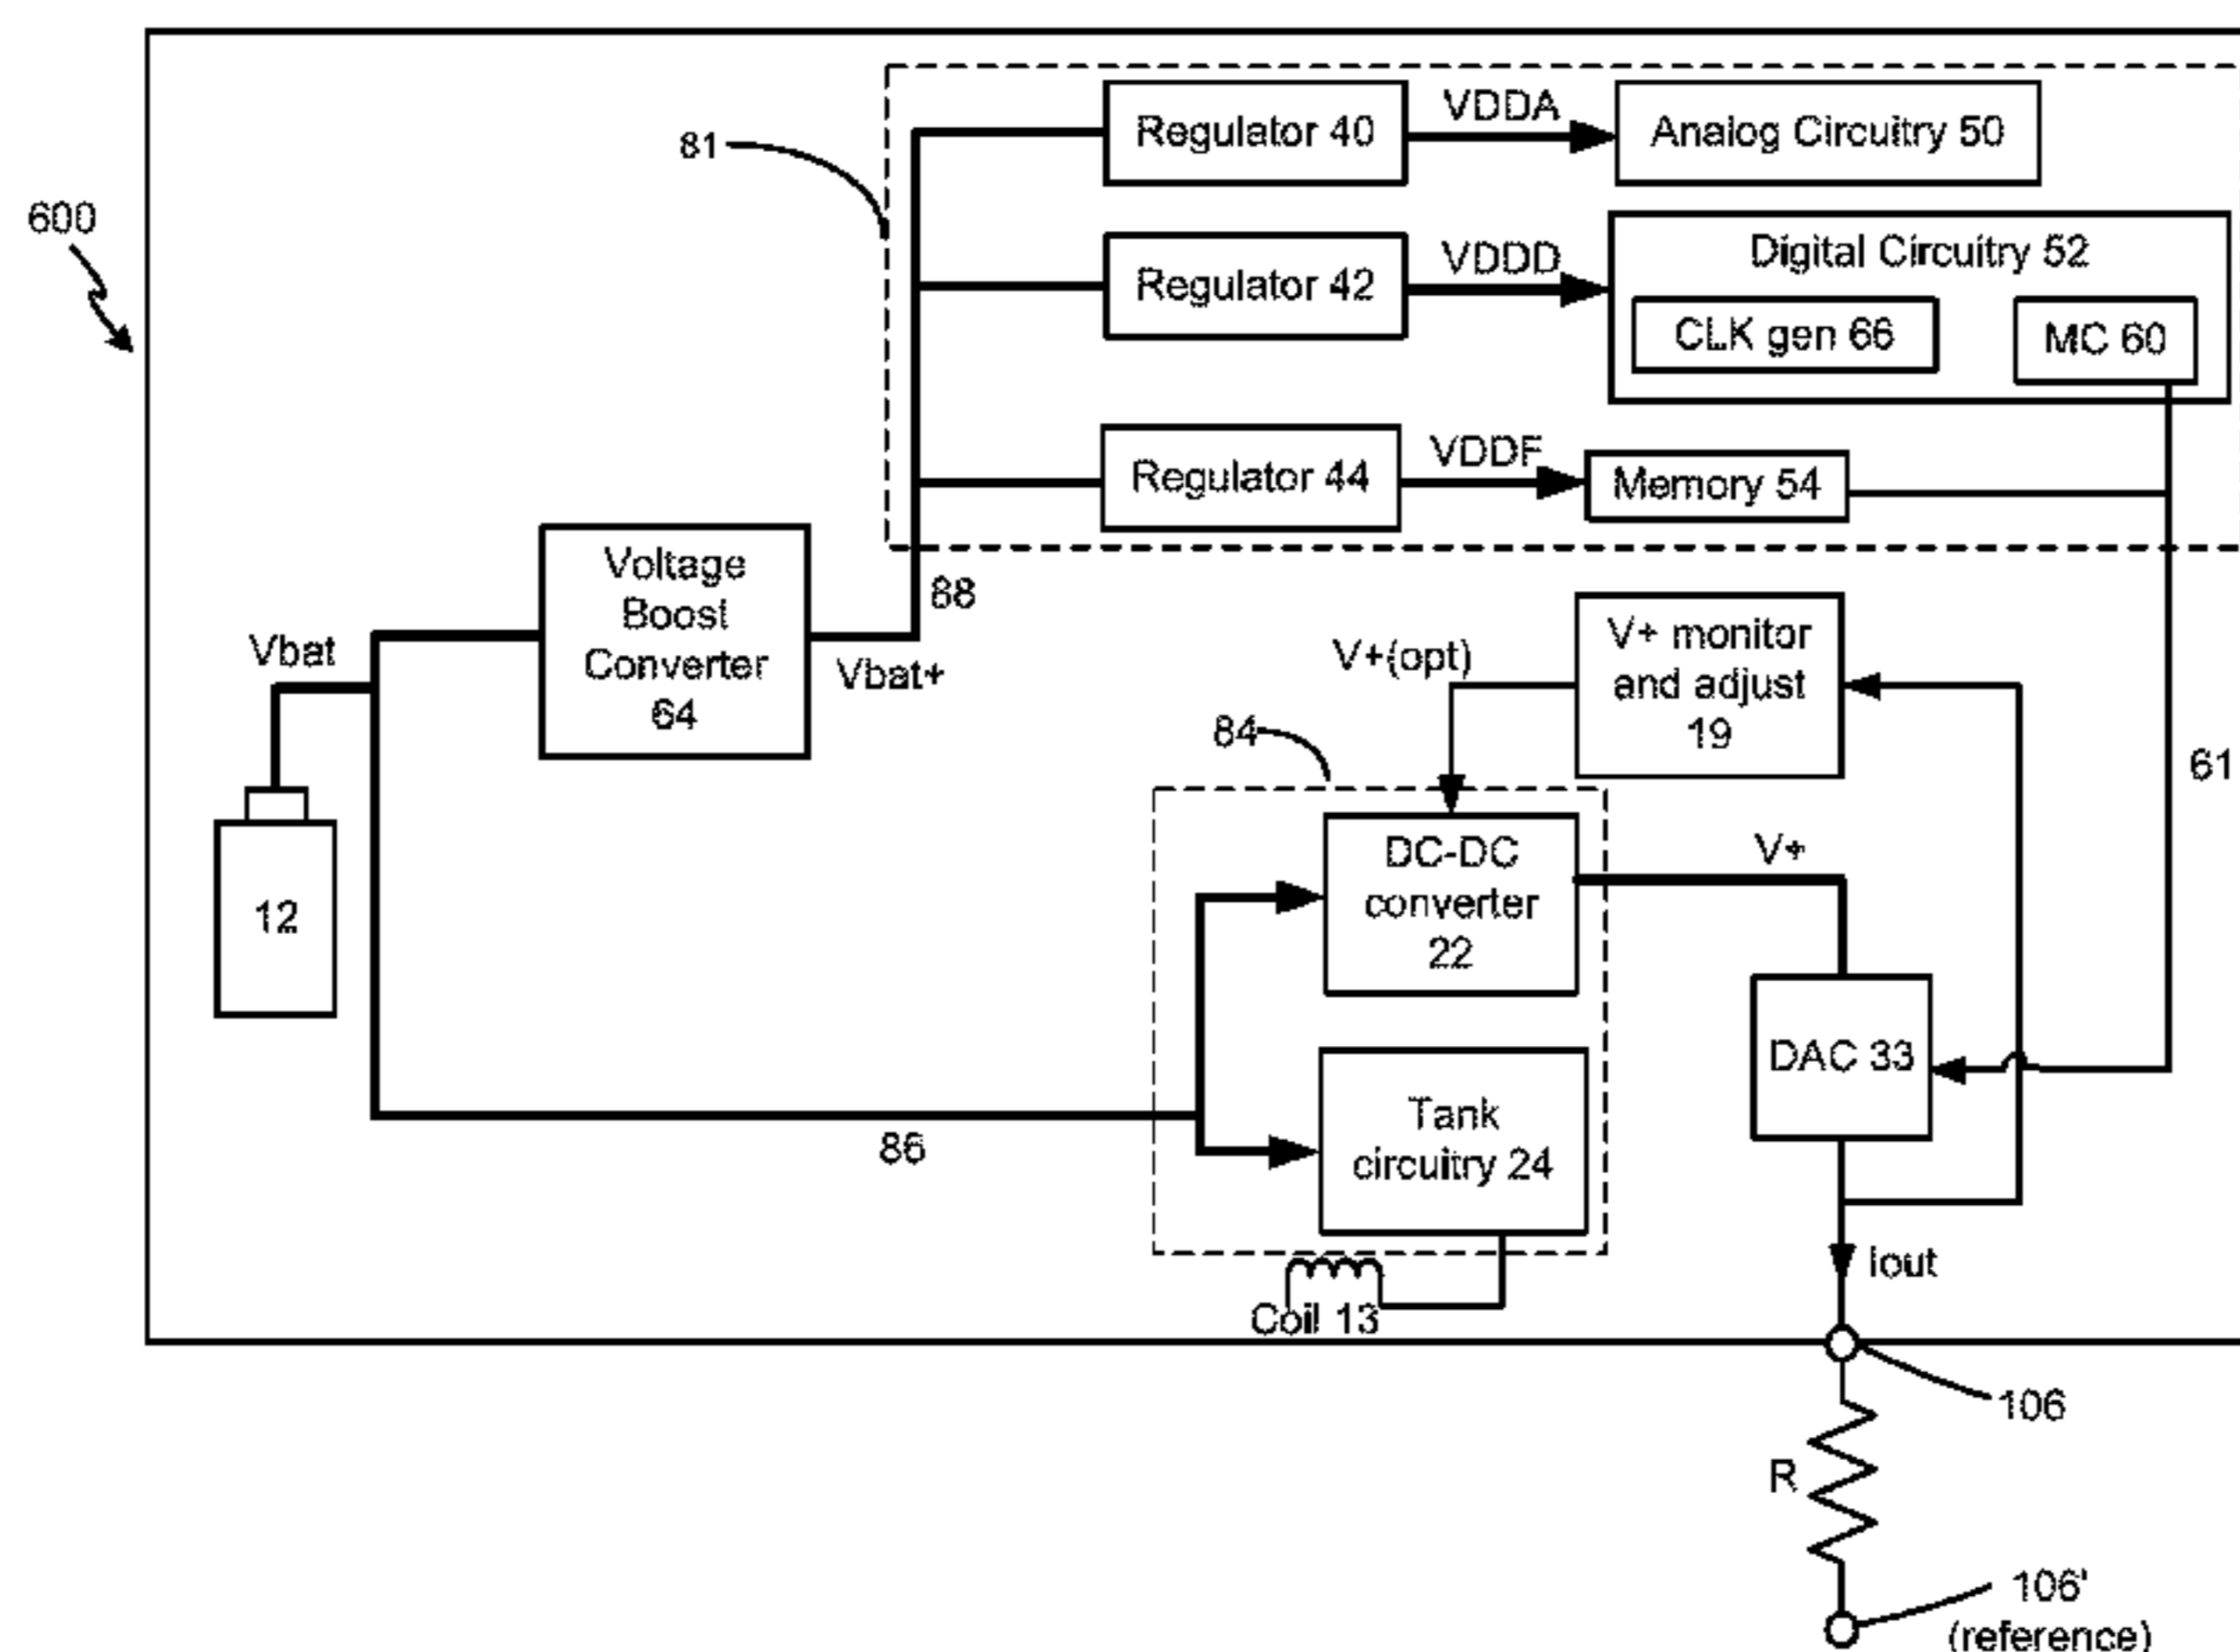 600
81
Regulator 40
VDDA
Analog Circuitry 50
Regulator 42
VDDD
Digital Circuitry 52
CLK gen 66
MC 60
Regulator 44
VDDF
Memory 54
Voltage
Boost
Converter
64
Vbat
Vbat+
88
12
V+(opt)
V+ monitor
and adjust
19
61
84
DC-DC
converter
22
V+
DAC 33
Tank
circuitry 24
86
Coil 13
Iout
106
R
106'
(reference)